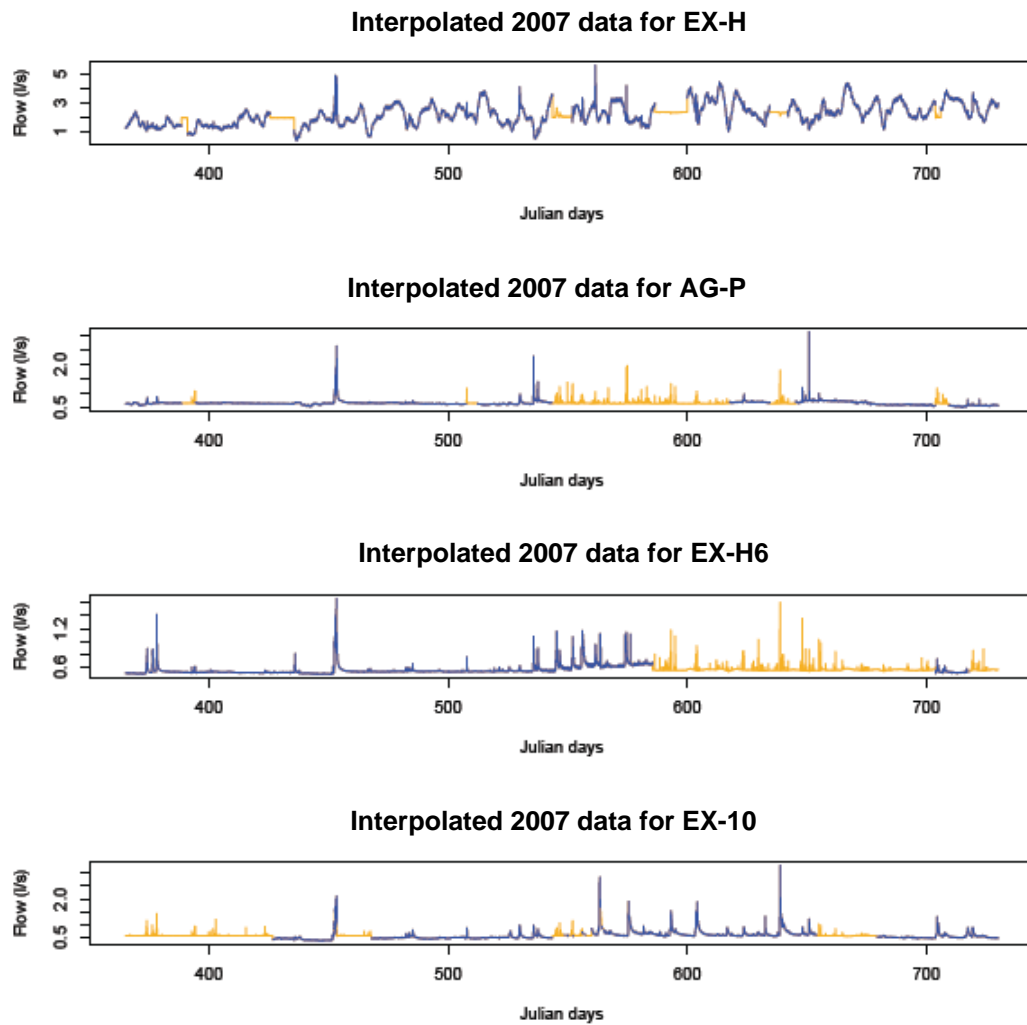 Interpolated 2007 data for EX-H
Flow (l/s)
5
3
1
400 500 600 700
Julian days
Interpolated 2007 data for AG-P
Flow (l/s)
2.0
0.5
400 500 600 700
Julian days
Interpolated 2007 data for EX-H6
Flow (l/s)
1.2
0.6
400 500 600 700
Julian days
Interpolated 2007 data for EX-10
Flow (l/s)
2.0
0.5
400 500 600 700
Julian days